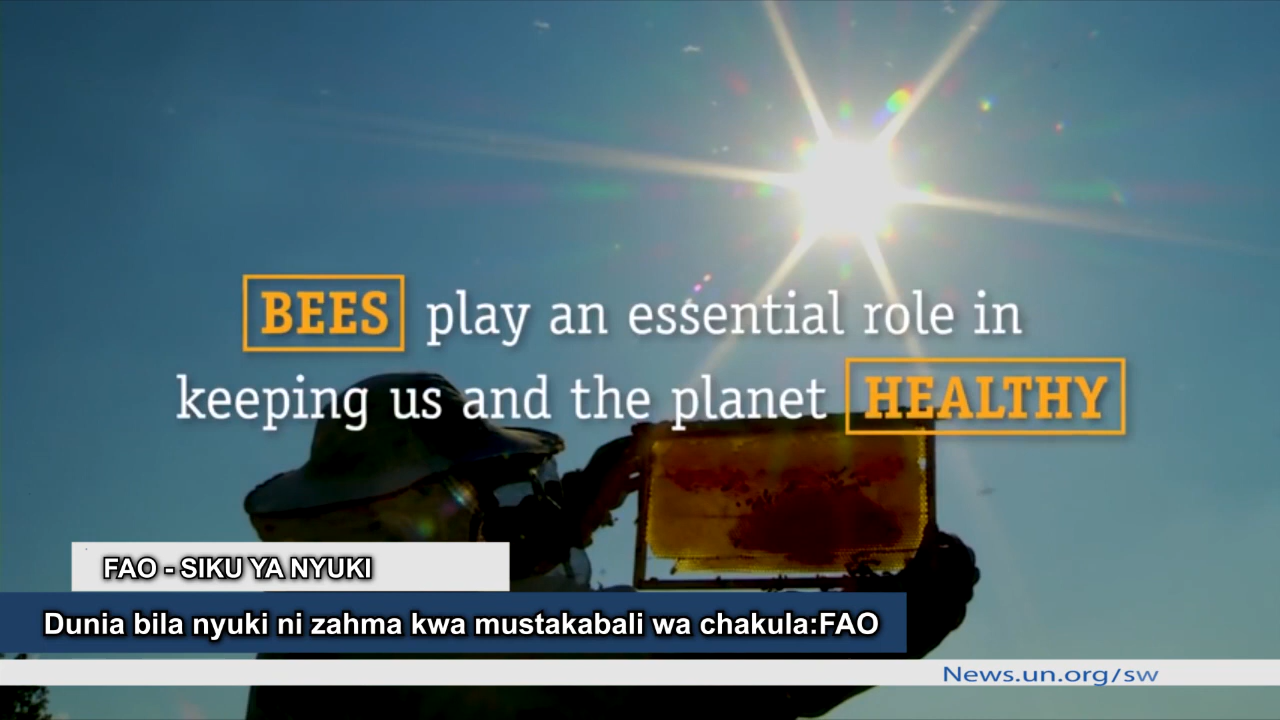 BEES play an essential role in
keeping us and the planet HEALTHY
FAO - SIKU YA NYUKI
Dunia bila nyuki ni zahma kwa mustakabali wa chakula:FAO
News.un.org/sw